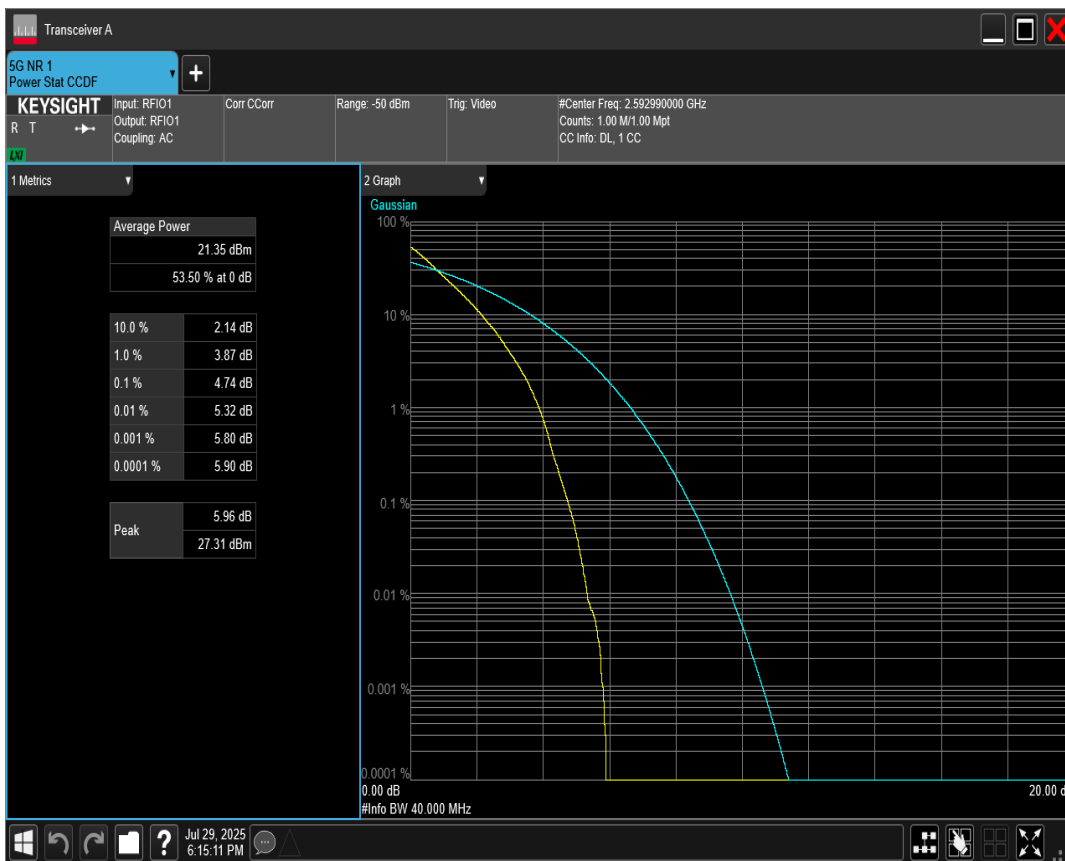 Transceiver A
5G NR 1
Power Stat CCDF
+
KEYSIGHT
R T
LXI
Input: RFIO1
Output: RFIO1
Coupling: AC
Corr CCorr
Range: -50 dBm
Trig: Video
#Center Freq: 2.592990000 GHz
Counts: 1.00 M/1.00 Mpt
CC Info: DL, 1 CC
1 Metrics
Average Power
21.35 dBm
53.50 % at 0 dB
10.0 % 2.14 dB
1.0 % 3.87 dB
0.1 % 4.74 dB
0.01 % 5.32 dB
0.001 % 5.80 dB
0.0001 % 5.90 dB
Peak
5.96 dB
27.31 dBm
2 Graph
Gaussian
100 %
10 %
1 %
0.1 %
0.01 %
0.001 %
0.0001 %
0.00 dB
20.00 d
#Info BW 40.000 MHz
?
Jul 29, 2025
6:15:11 PM